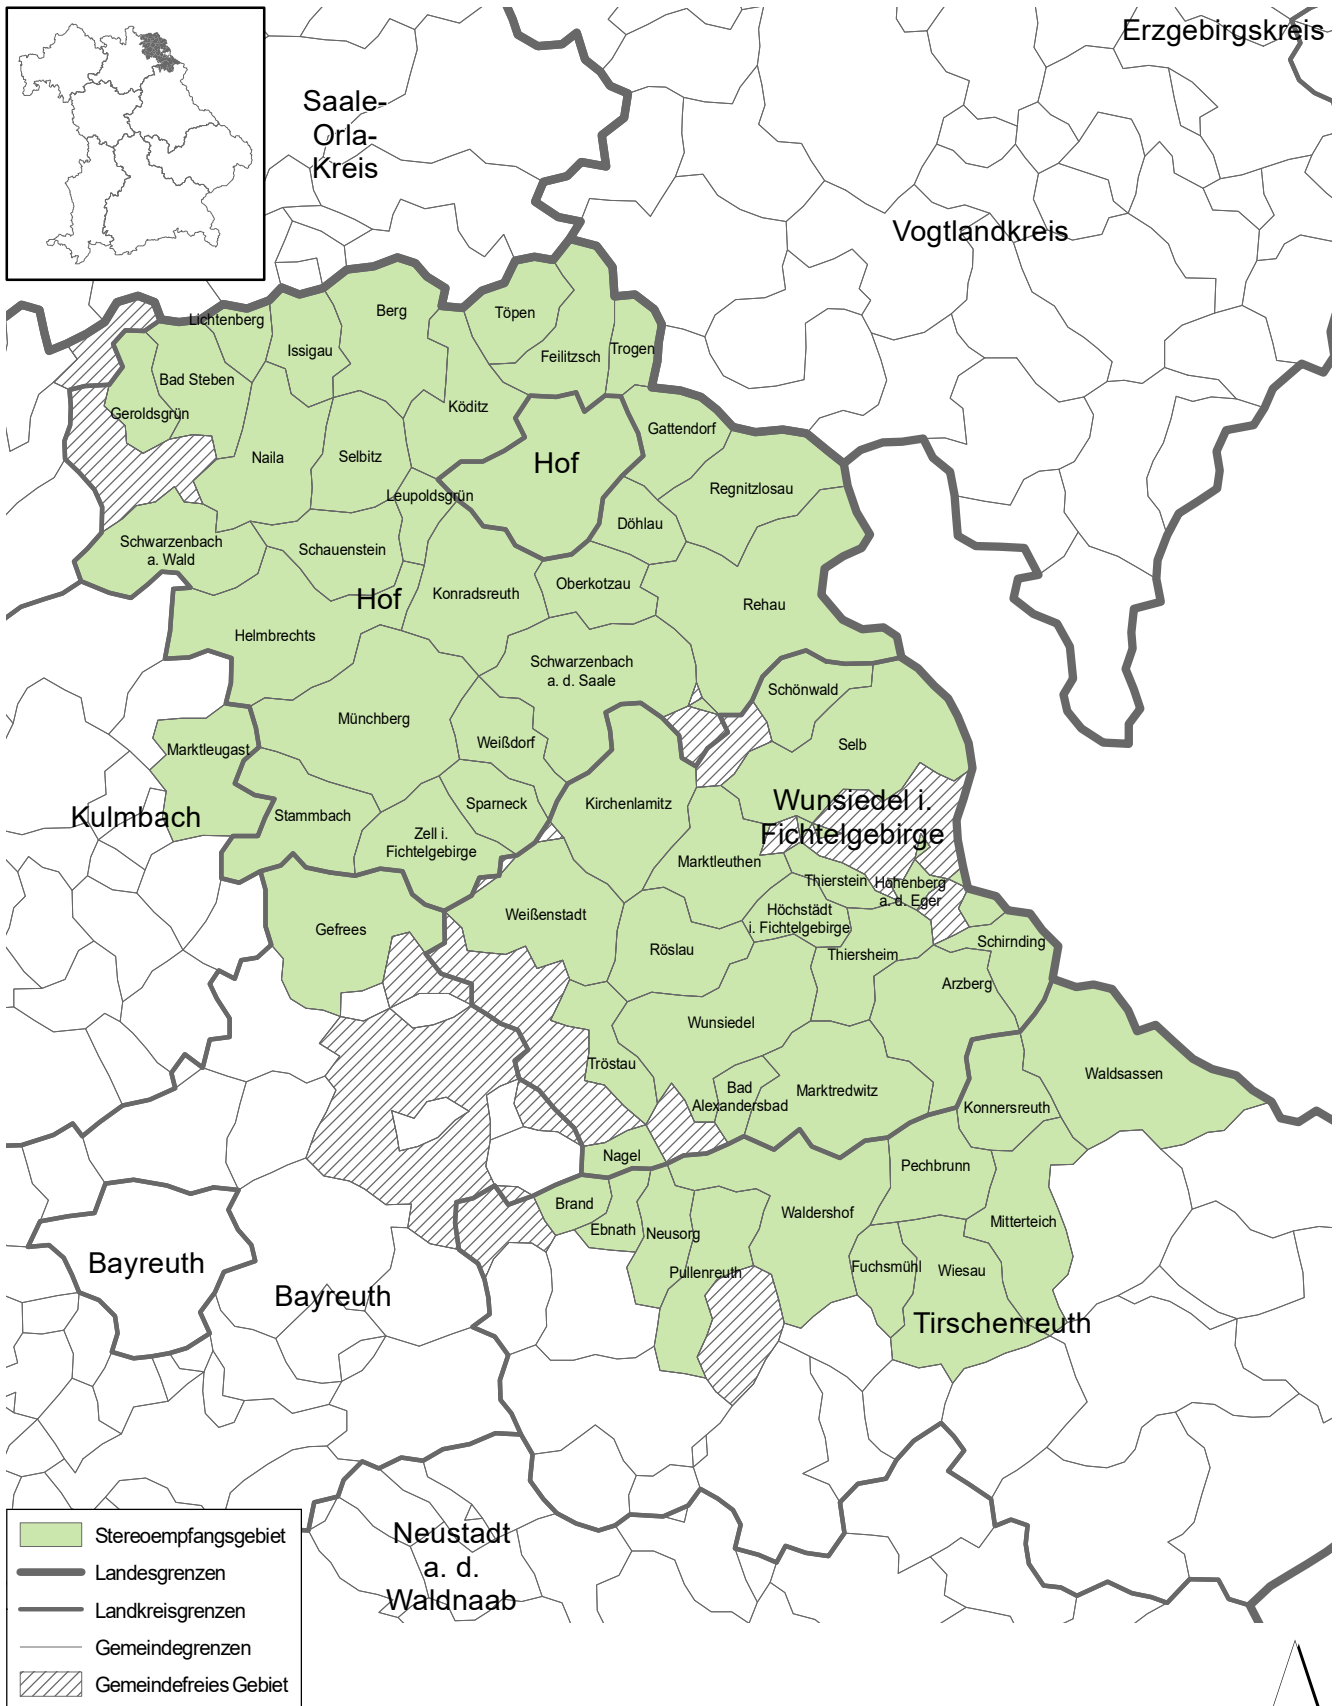 Erzgebirgskreis
Saale-
Orla-
Kreis
Vogtlandkreis
Lichtenberg
Berg
Töpen
Issigau
Feilitzsch
Trogen
Bad Steben
Geroldsgrün
Köditz
Gattendorf
Naila
Selbitz
Hof
Leupoldsgrün
Regnitzlosau
Döhlau
Schwarzenbach
a. Wald
Schauenstein
Hof
Konradsreuth
Oberkotzau
Rehau
Helmbrechts
Schwarzenbach
a. d. Saale
Schönwald
Münchberg
Weißdorf
Selb
Marktleugast
Kulmbach
Stammbach
Sparneck
Kirchenlamitz
Wunsiedel i.
Fichtelgebirge
Zell i.
Fichtelgebirge
Marktleuthen
Thierstein
Hohenberg
a. d. Eger
Gefrees
Weißenstadt
Höchstädt
i. Fichtelgebirge
Röslau
Thiersheim
Schirnding
Arzberg
Wunsiedel
Tröstau
Bad
Alexandersbad
Marktredwitz
Waldsassen
Konnersreuth
Nagel
Pechbrunn
Brand
Ebnath
Neusorg
Waldershof
Mitterteich
Pullenreuth
Fuchsmühl
Wiesau
Bayreuth
Bayreuth
Tirschenreuth
Neustadt
a. d.
Waldnaab
Stereoempfangsgebiet
Landesgrenzen
Landkreisgrenzen
Gemeindegrenzen
Gemeindefreies Gebiet